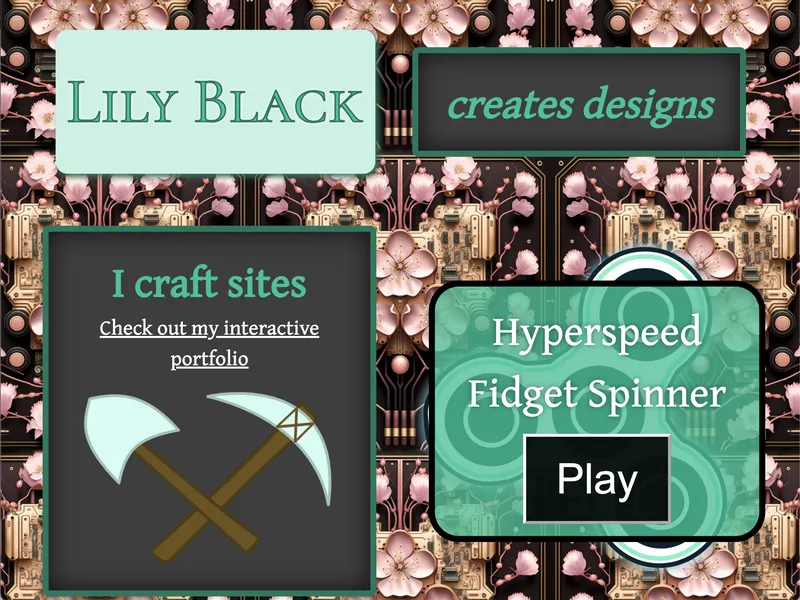 Lily Black
creates designs
I craft sites
Check out my interactive
portfolio
Hyperspeed
Fidget Spinner
Play